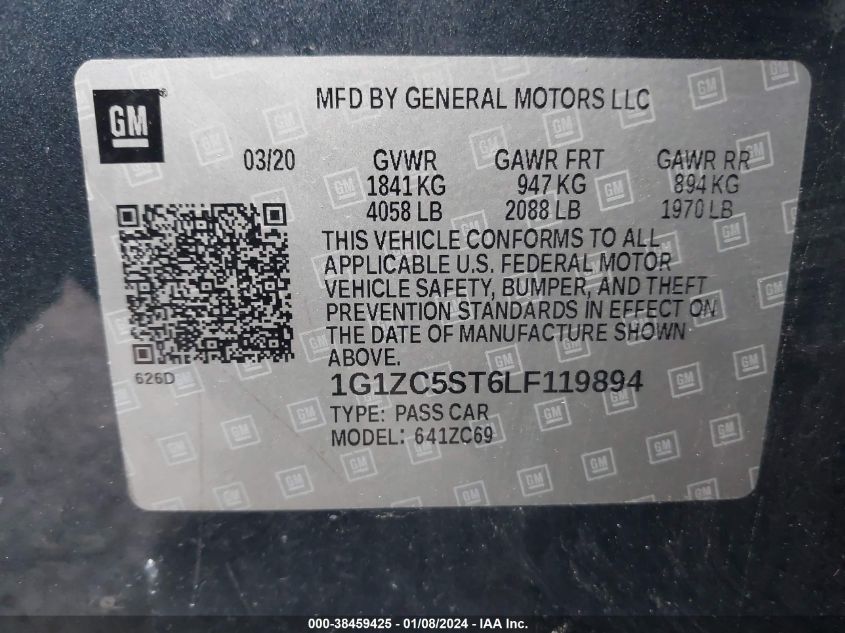 GM ®
MFD BY GENERAL MOTORS LLC
03/20 GVWR GAWR FRT GAWR RR
1841 KG 947 KG 894 KG
4058 LB 2088 LB 1970 LB
THIS VEHICLE CONFORMS TO ALL
APPLICABLE U.S. FEDERAL MOTOR
VEHICLE SAFETY, BUMPER, AND THEFT
PREVENTION STANDARDS IN EFFECT ON
THE DATE OF MANUFACTURE SHOWN
ABOVE.
626D
1G1ZC5ST6LF119894
TYPE: PASS CAR
MODEL: 641ZC69
000-38459425 - 01/08/2024 - IAA Inc.